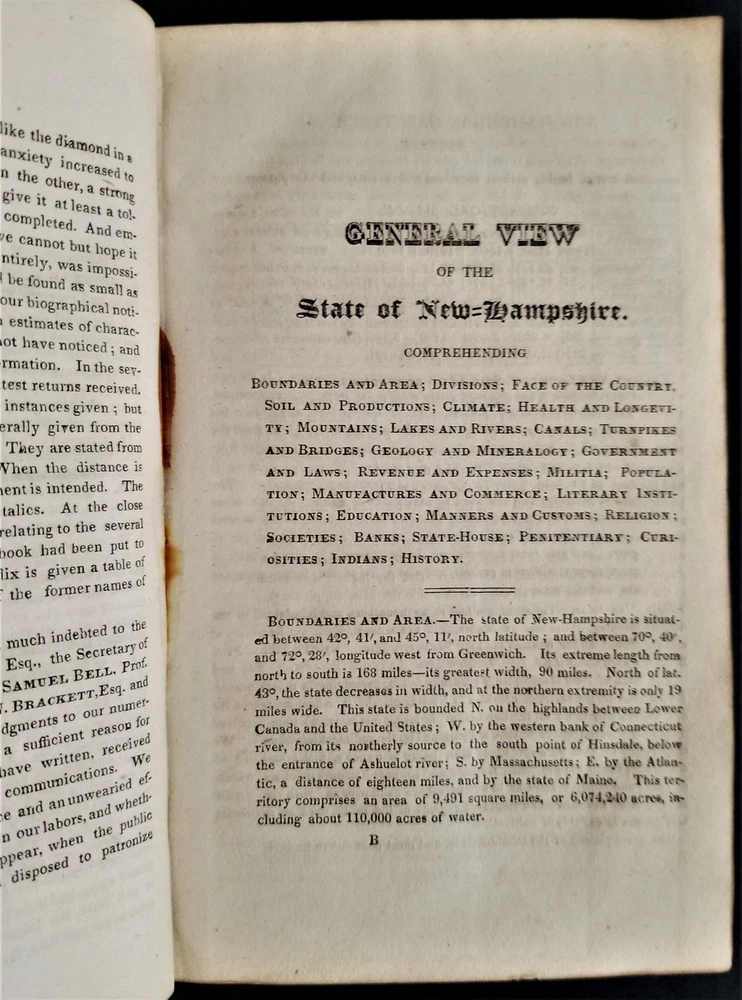 like the diamond in a
anxiety increased to
n the other, a strong
give it at least a tol-
completed. And em-
ve cannot but hope it
ntirely, was impossi-
l be found as small as
our biographical noti-
estimates of charac-
not have noticed; and
rmation. In the sev-
test returns received.
instances given; but
erally given from the
They are stated from
When the distance is
nent is intended. The
talics. At the close
relating to the several
book had been put to
dix is given a table of
the former names of
much indebted to the
Esq., the Secretary of
SAMUEL BELL. Prof.
N. BRACKETT, Esq. and
dgments to our numer-
a sufficient reason for
have written, received
communications. We
ce and an unwearied ef-
n our labors, and wheth-
appear, when the public
disposed to patronize
GENERAL VIEW
OF THE
State of New=Hampshire.
COMPREHENDING
BOUNDARIES AND AREA; DIVISIONS; FACE OF THE COUNTRY,
SOIL AND PRODUCTIONS; CLIMATE; HEALTH AND LONGEVI-
TY; MOUNTAINS; LAKES AND RIVERS; CANALS; TURNPIKES
AND BRIDGES; GEOLOGY AND MINERALOGY; GOVERNMENT
AND LAWS; REVENUE AND EXPENSES; MILITIA; POPULA-
TION; MANUFACTURES AND COMMERCE; LITERARY INSTI-
TUTIONS; EDUCATION; MANNERS AND CUSTOMS; RELIGION;
SOCIETIES; BANKS; STATE-HOUSE; PENITENTIARY; CURI-
OSITIES; INDIANS; HISTORY.
BOUNDARIES AND AREA.—The state of New-Hampshire is situat-
ed between 42°, 41′, and 45°, 11′, north latitude; and between 70°, 40′,
and 72°, 28′, longitude west from Greenwich. Its extreme length from
north to south is 168 miles—its greatest width, 90 miles. North of lat.
43°, the state decreases in width, and at the northern extremity is only 19
miles wide. This state is bounded N. on the highlands between Lower
Canada and the United States; W. by the western bank of Connecticut
river, from its northerly source to the south point of Hinsdale, below
the entrance of Ashuelot river; S. by Massachusetts; E. by the Atlan-
tic, a distance of eighteen miles, and by the state of Maine. This ter-
ritory comprises an area of 9,491 square miles, or 6,074,240 acres, in-
cluding about 110,000 acres of water.
B